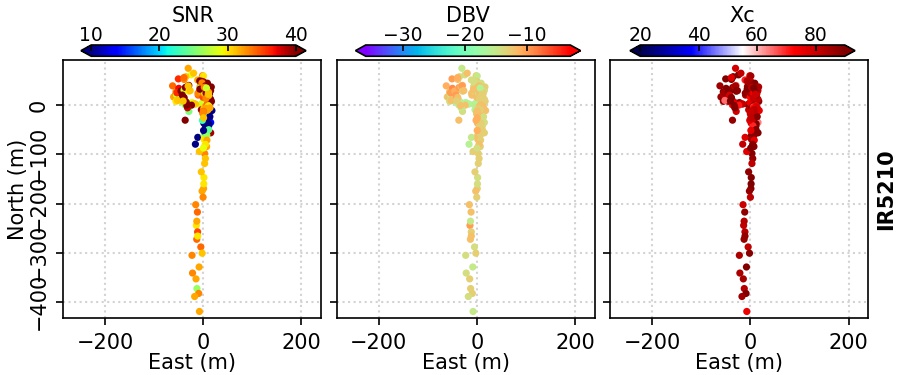 SNR DBV Xc
10 20 30 40 −30 −20 −10 20 40 60 80
North (m)
0
−100
−200
−300
−400
−200 0 200 −200 0 200 −200 0 200
East (m) East (m) East (m)
IR5210